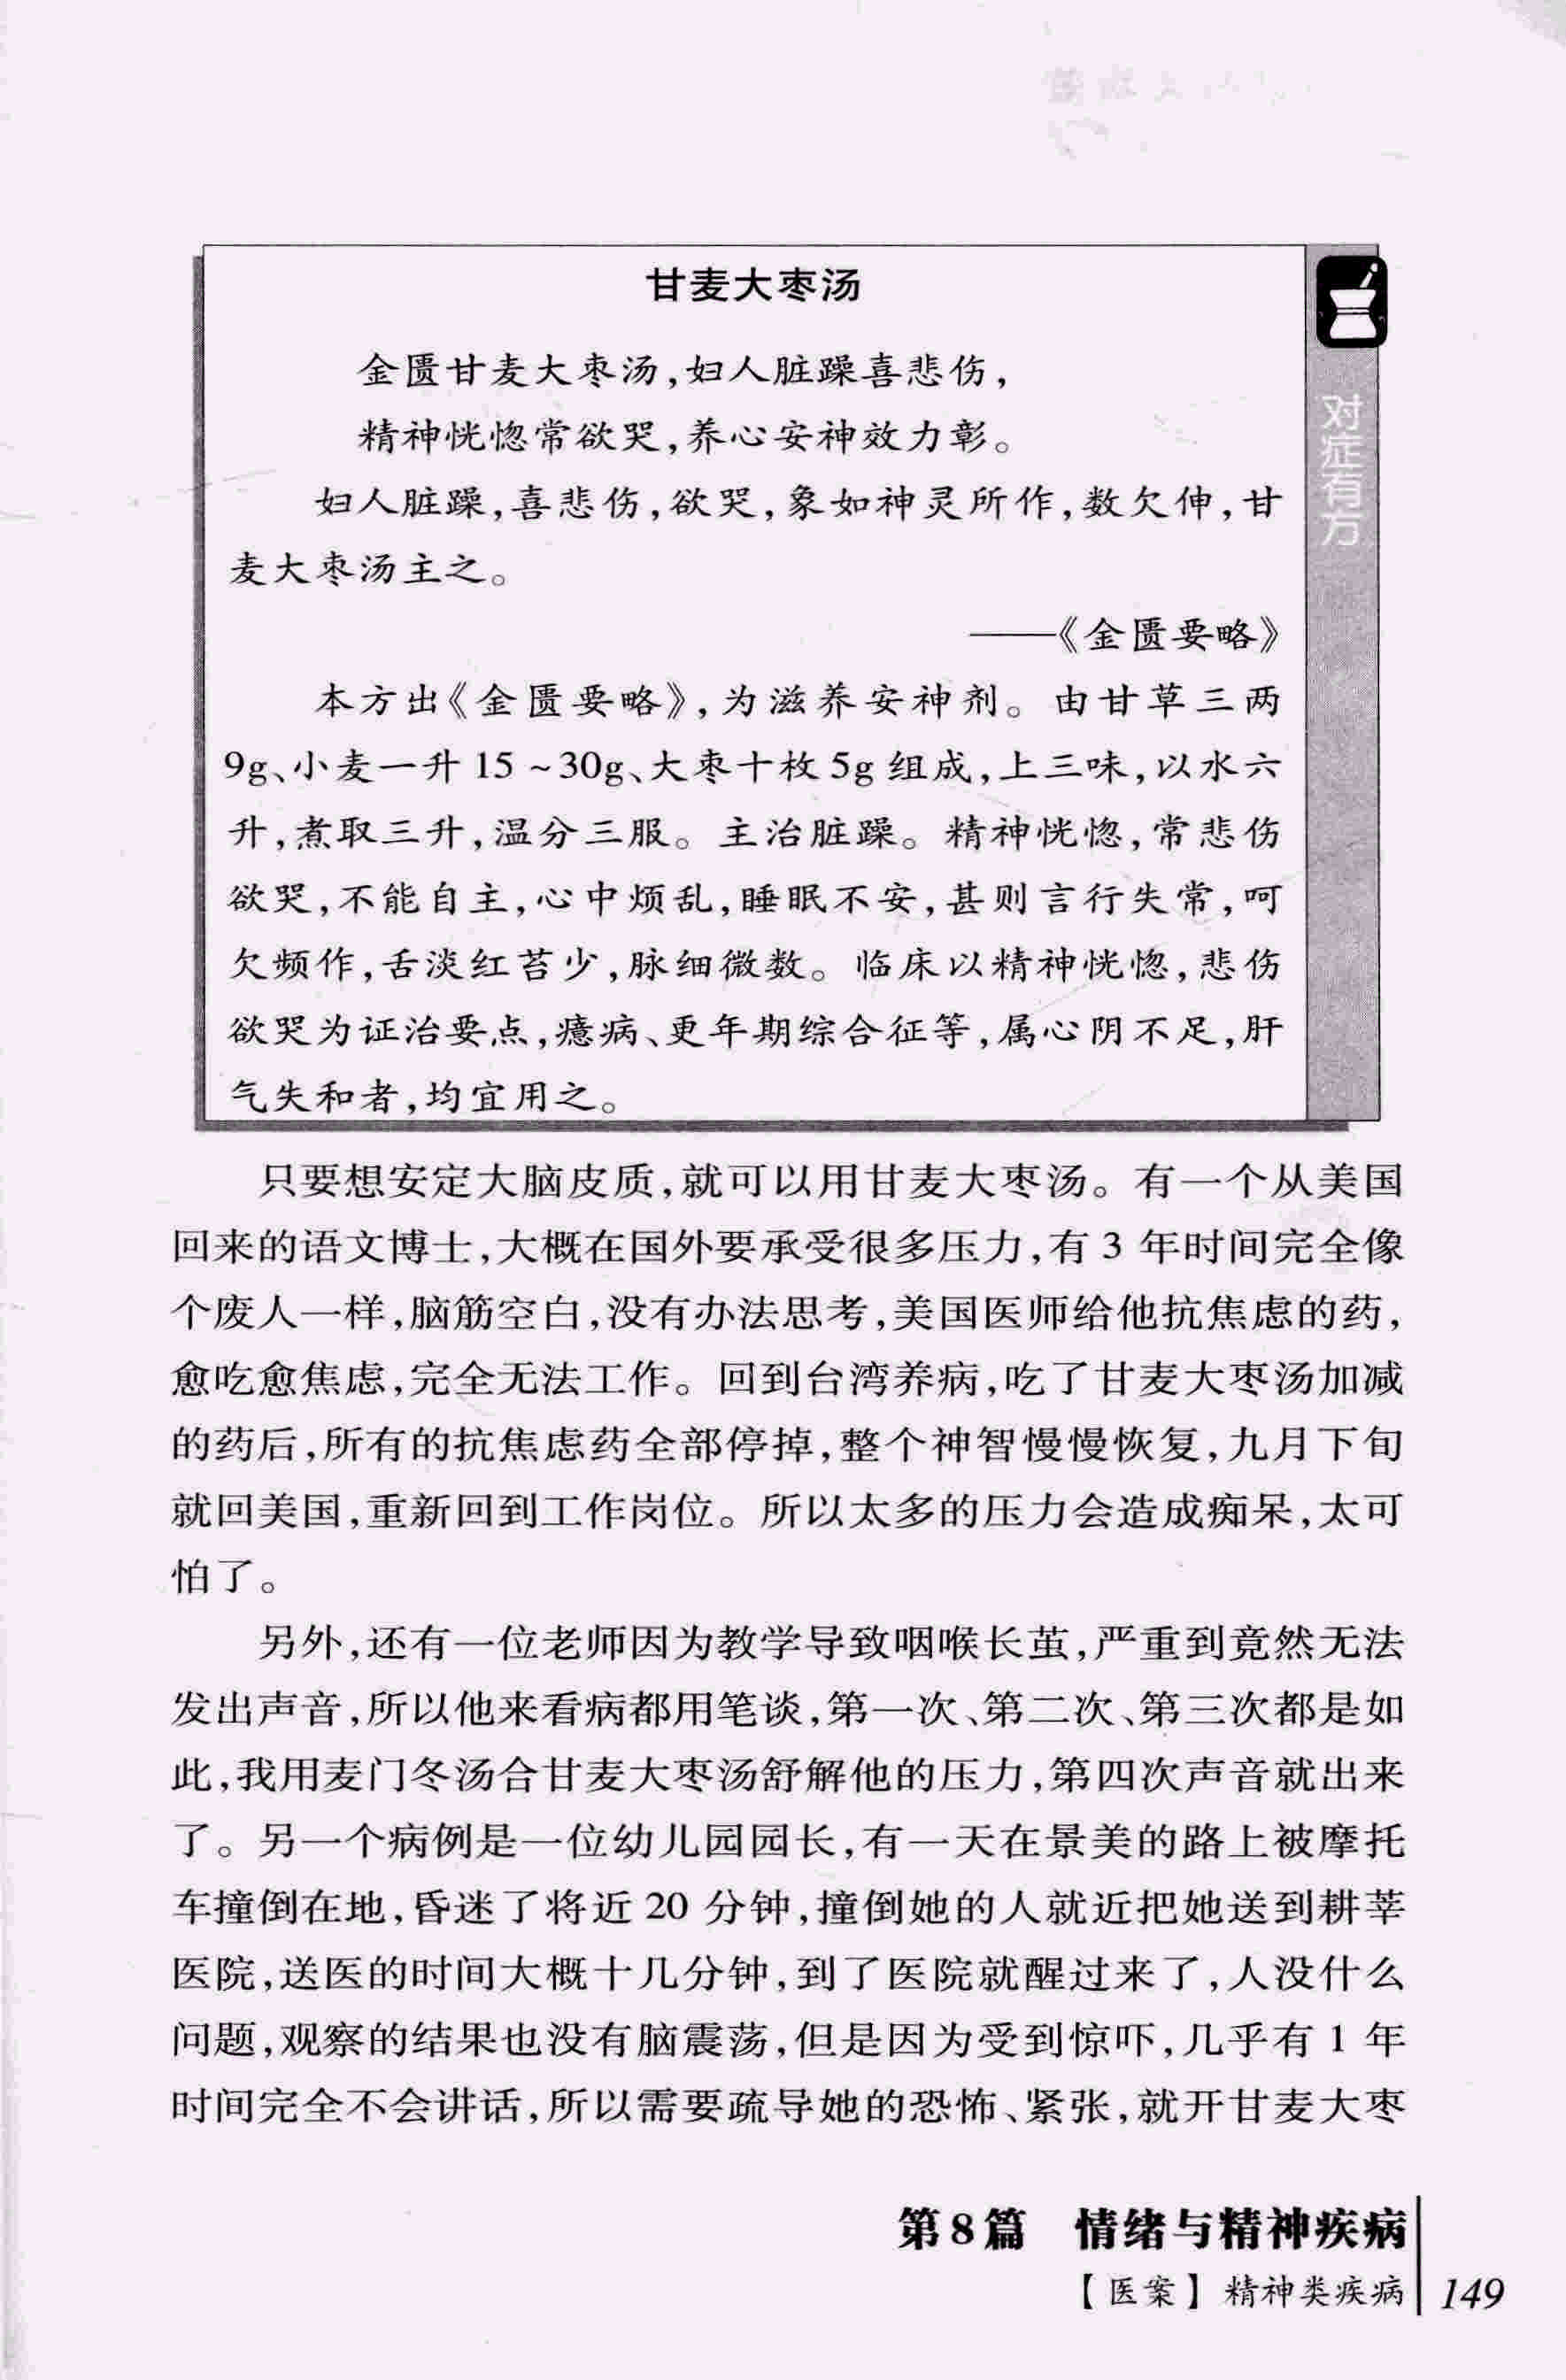 甘麦大枣汤
金匮甘麦大枣汤,妇人脏躁喜悲伤,
精神恍惚常欲哭,养心安神效力彰。
妇人脏躁,喜悲伤,欲哭,象如神灵所作,数欠伸,甘
麦大枣汤主之。
——《金匮要略》
本方出《金匮要略》,为滋养安神剂。由甘草三两
9g、小麦一升15~30g、大枣十枚5g组成,上三味,以水六
升,煮取三升,温分三服。主治脏躁。精神恍惚,常悲伤
欲哭,不能自主,心中烦乱,睡眠不安,甚则言行失常,呵
欠频作,舌淡红苔少,脉细微数。临床以精神恍惚,悲伤
欲哭为证治要点,癔病、更年期综合征等,属心阴不足,肝
气失和者,均宜用之。
对症有方
只要想安定大脑皮质,就可以用甘麦大枣汤。有一个从美国
回来的语文博士,大概在国外要承受很多压力,有3年时间完全像
个废人一样,脑筋空白,没有办法思考,美国医师给他抗焦虑的药,
愈吃愈焦虑,完全无法工作。回到台湾养病,吃了甘麦大枣汤加减
的药后,所有的抗焦虑药全部停掉,整个神智慢慢恢复,九月下旬
就回美国,重新回到工作岗位。所以太多的压力会造成痴呆,太可
怕了。
另外,还有一位老师因为教学导致咽喉长茧,严重到竟然无法
发出声音,所以他来看病都用笔谈,第一次、第二次、第三次都是如
此,我用麦门冬汤合甘麦大枣汤舒解他的压力,第四次声音就出来
了。另一个病例是一位幼儿园园长,有一天在景美的路上被摩托
车撞倒在地,昏迷了将近20分钟,撞倒她的人就近把她送到耕莘
医院,送医的时间大概十几分钟,到了医院就醒过来了,人没什么
问题,观察的结果也没有脑震荡,但是因为受到惊吓,几乎有1年
时间完全不会讲话,所以需要疏导她的恐怖、紧张,就开甘麦大枣
第8篇 情绪与精神疾病
【医案】精神类疾病 149